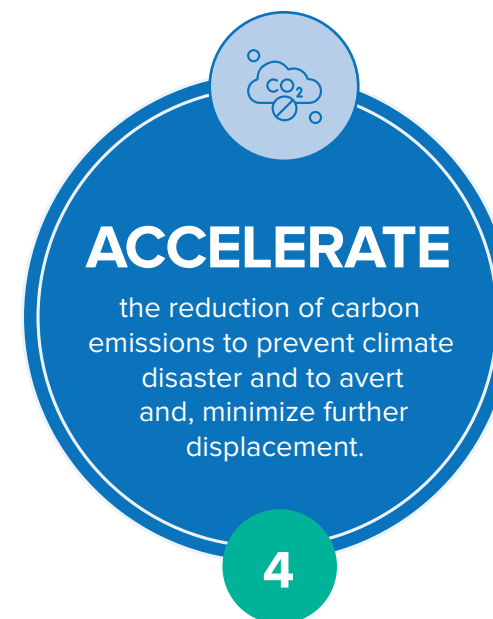 CO₂
ACCELERATE
the reduction of carbon
emissions to prevent climate
disaster and to avert
and, minimize further
displacement.
4